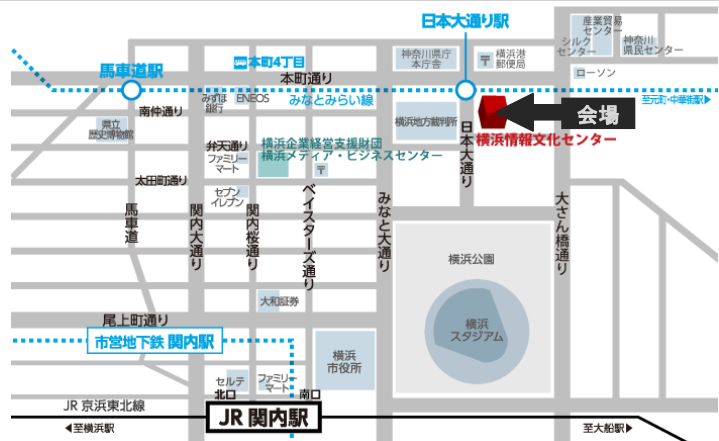 日本大通り駅
産業貿易
センター
シルク
センター
神奈川
県民センター
神奈川県庁
本庁舎
〒
横浜港
郵便局
ローソン
本町4丁目
馬車道駅
本町通り
みなとみらい線
至元町・中華街駅▶
みずほ
銀行
ENEOS
南仲通り
県立
歴史博物館
横浜地方裁判所
会場
横浜情報文化センター
日本大通り
弁天通り
ファミリー
マート
横浜企業経営支援財団
横浜メディア・ビジネスセンター
〒
太田町通り
セブン
イレブン
馬車道
関内大通り
関内桜通り
ベイスターズ通り
みなと大通り
大さん橋通り
横浜公園
横浜
スタジアム
大和証券
尾上町通り
市営地下鉄 関内駅
横浜
市役所
セルテ
北口
ファミリー
マート
南口
JR 京浜東北線
JR 関内駅
◀至横浜駅
至大船駅▶